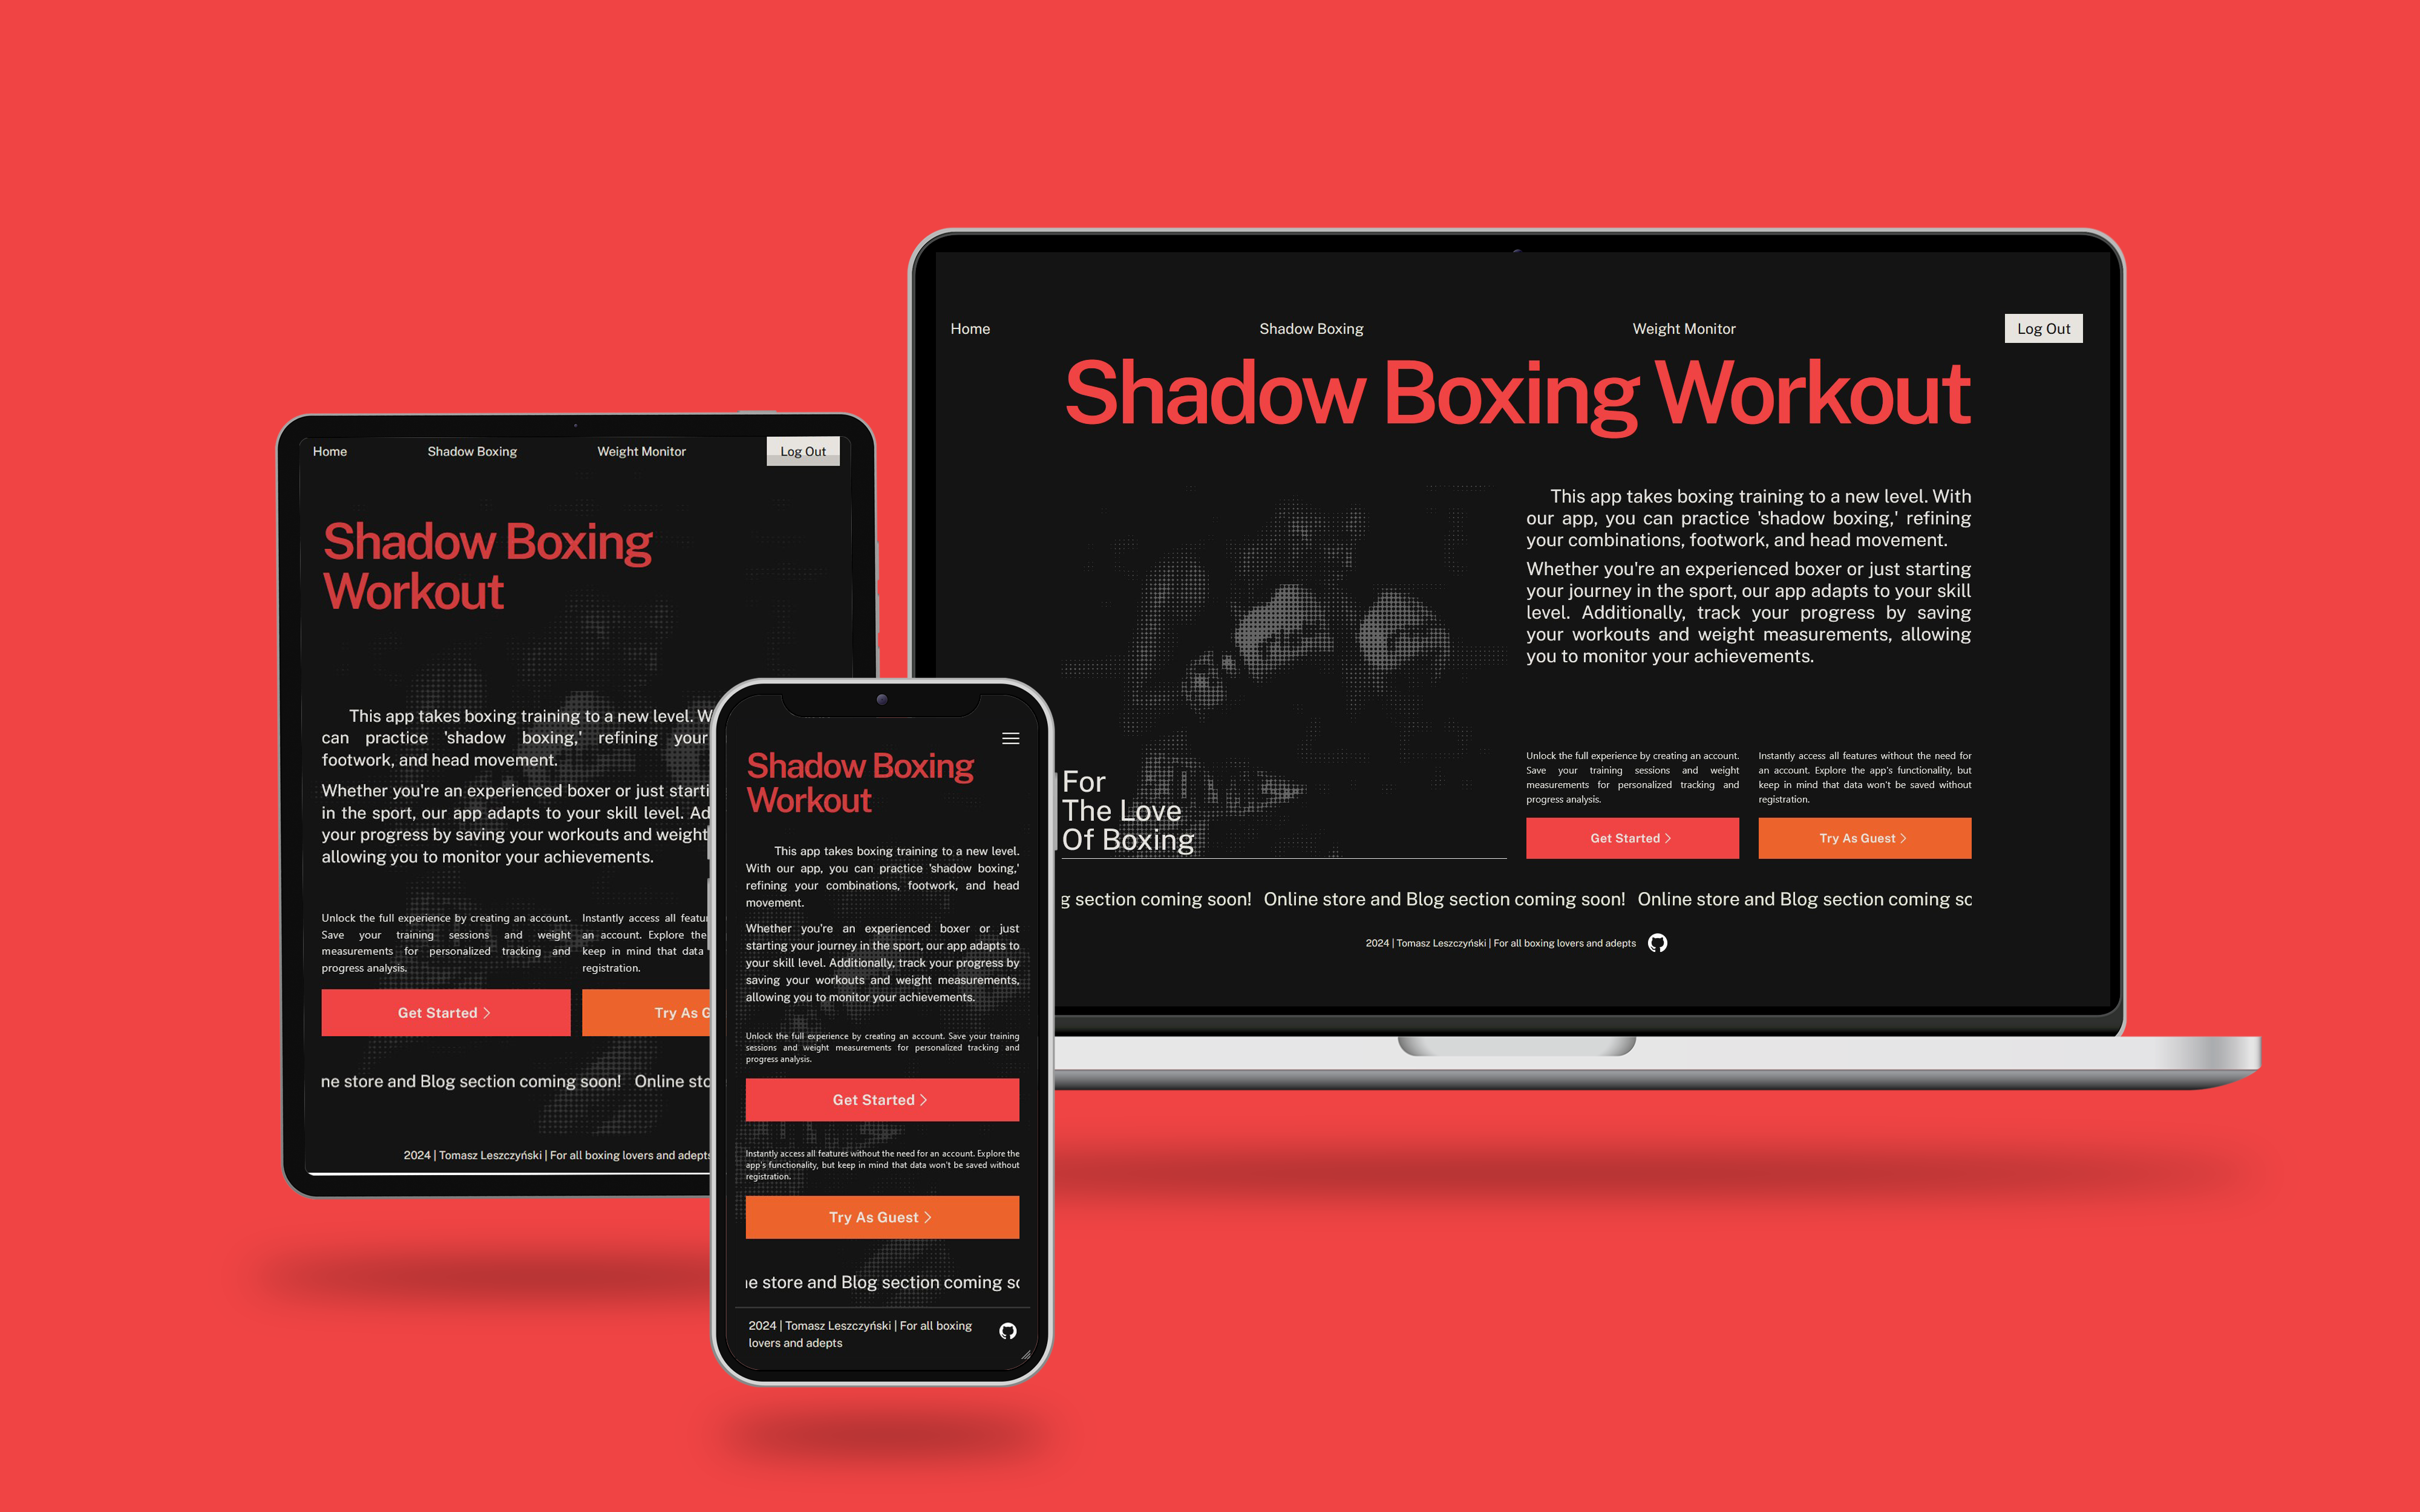 Home
Shadow Boxing
Weight Monitor
Log Out
Shadow Boxing
Workout
This app takes boxing training to a new level. W
can practice 'shadow boxing,' refining your
footwork, and head movement.
Whether you're an experienced boxer or just starti
in the sport, our app adapts to your skill level. Ad
your progress by saving your workouts and weight
allowing you to monitor your achievements.
Unlock the full experience by creating an account.
Save your training sessions and weight
measurements for personalized tracking and
progress analysis.
Get Started
Instantly access all featur
an account. Explore the
keep in mind that data
registration.
Try As G
ne store and Blog section coming soon! Online sto
2024 | Tomasz Leszczyński | For all boxing lovers and adepts
Shadow Boxing
Workout
This app takes boxing training to a new level.
With our app, you can practice 'shadow boxing,'
refining your combinations, footwork, and head
movement.
Whether you're an experienced boxer or just
starting your journey in the sport, our app adapts to
your skill level. Additionally, track your progress by
saving your workouts and weight measurements,
allowing you to monitor your achievements.
Unlock the full experience by creating an account. Save your training
sessions and weight measurements for personalized tracking and
progress analysis.
Get Started
Instantly access all features without the need for an account. Explore the
app's functionality, but keep in mind that data won't be saved without
registration.
Try As Guest
e store and Blog section coming so
2024 | Tomasz Leszczyński | For all boxing
lovers and adepts
Home
Shadow Boxing
Weight Monitor
Log Out
Shadow Boxing Workout
This app takes boxing training to a new level. With
our app, you can practice 'shadow boxing,' refining
your combinations, footwork, and head movement.
Whether you're an experienced boxer or just starting
your journey in the sport, our app adapts to your skill
level. Additionally, track your progress by saving
your workouts and weight measurements, allowing
you to monitor your achievements.
For
The Love
Of Boxing
Unlock the full experience by creating an account.
Save your training sessions and weight
measurements for personalized tracking and
progress analysis.
Get Started
Instantly access all features without the need for
an account. Explore the app's functionality, but
keep in mind that data won't be saved without
registration.
Try As Guest
g section coming soon! Online store and Blog section coming soon! Online store and Blog section coming so
2024 | Tomasz Leszczyński | For all boxing lovers and adepts